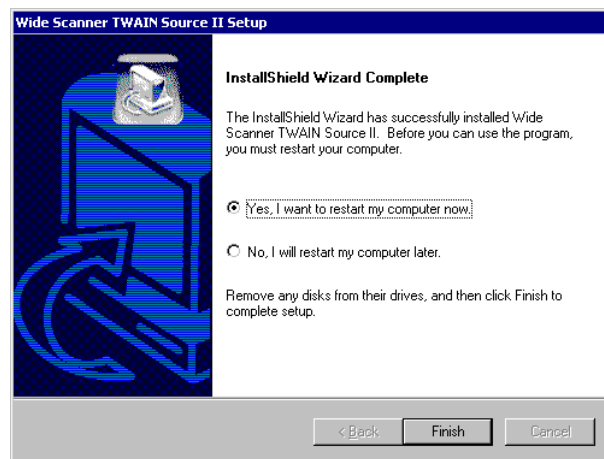 Wide Scanner TWAIN Source II Setup
InstallShield Wizard Complete
The InstallShield Wizard has successfully installed Wide
Scanner TWAIN Source II. Before you can use the program,
you must restart your computer.
Yes, I want to restart my computer now.
No, I will restart my computer later.
Remove any disks from their drives, and then click Finish to
complete setup.
< Back
Finish
Cancel